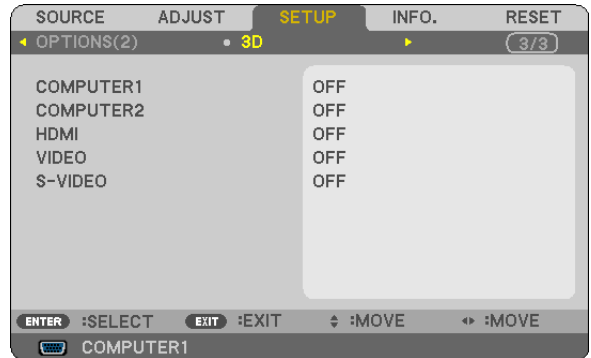 SOURCE ADJUST SETUP INFO. RESET
OPTIONS(2) 3D 3/3
COMPUTER1 OFF
COMPUTER2 OFF
HDMI OFF
VIDEO OFF
S-VIDEO OFF
ENTER :SELECT EXIT :EXIT :MOVE :MOVE
COMPUTER1